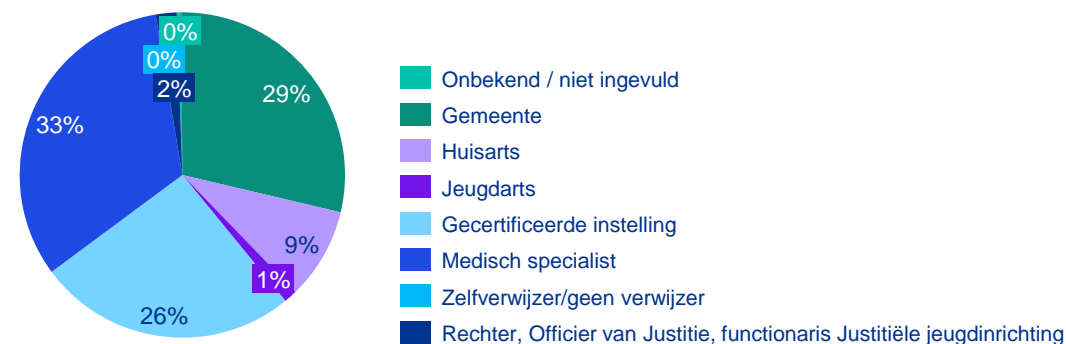 0%
0%
2%
29%
33%
9%
1%
26%
Onbekend / niet ingevuld
Gemeente
Huisarts
Jeugdarts
Gecertificeerde instelling
Medisch specialist
Zelfverwijzer/geen verwijzer
Rechter, Officier van Justitie, functionaris Justitiële jeugdinrichting